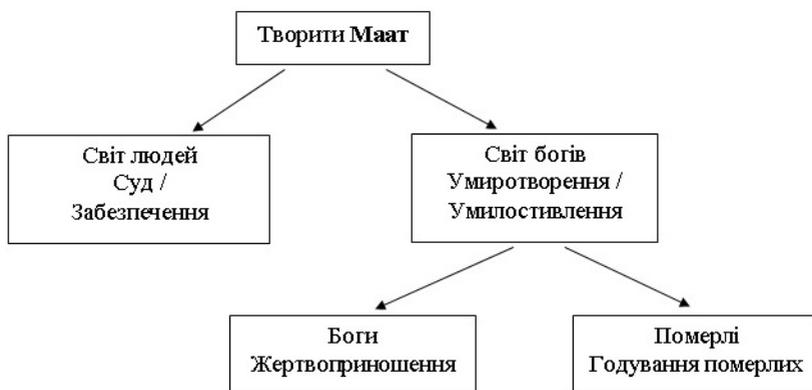 Творити Маат
Світ людей
Суд /
Забезпечення
Світ богів
Умиротворення /
Умилостивлення
Боги
Жертвоприношення
Померлі
Годування померлих